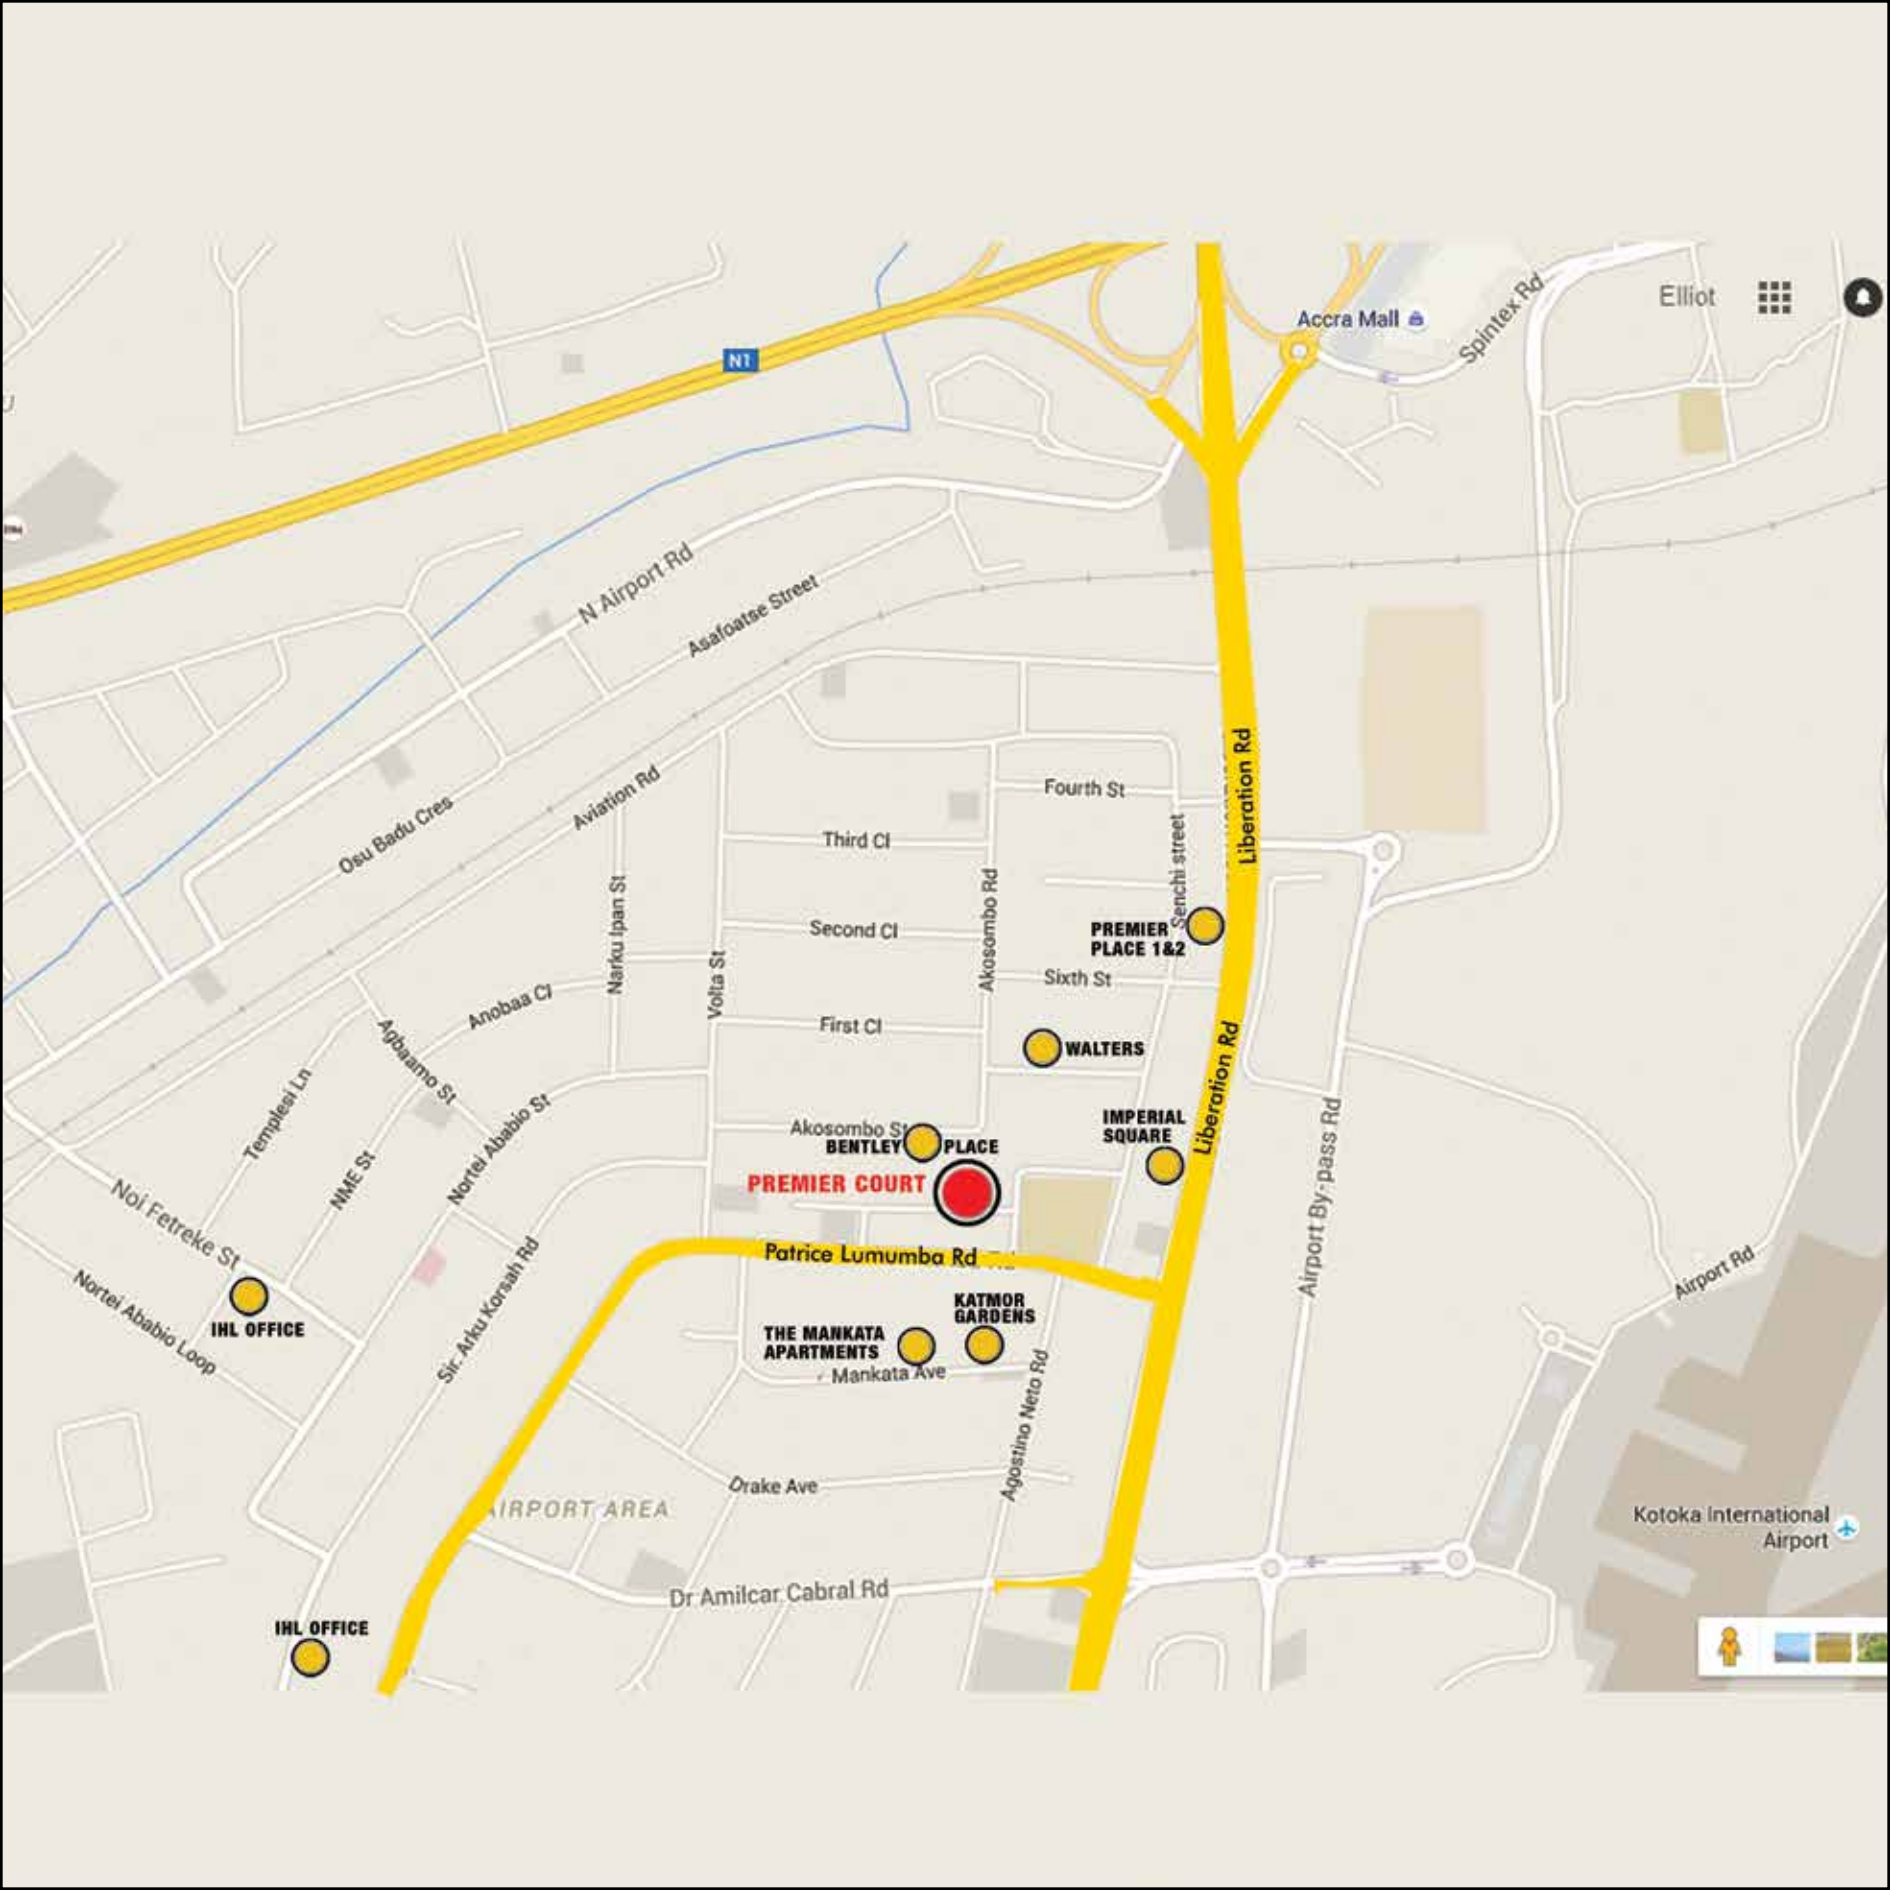 Elliot
Accra Mall
Spintex Rd
N1
N Airport Rd
Asafoatse Street
Osu Badu Cres
Aviation Rd
Liberation Rd
Fourth St
Third Cl
Senchi street
Narku Ipan St
Akosombo Rd
Second Cl
PREMIER
PLACE 1&2
Volta St
Sixth St
Anobaa Cl
First Cl
Agbaamo St
WALTERS
Liberation Rd
Templesi Ln
Nortei Ababio St
Airport By-pass Rd
IMPERIAL
SQUARE
Akosombo St
BENTLEY PLACE
NME St
PREMIER COURT
Noi Fetreke St
Patrice Lumumba Rd
Sir. Arku Korsah Rd
Airport Rd
Nortei Ababio Loop
IHL OFFICE
KATMOR
GARDENS
THE MANKATA
APARTMENTS
Mankata Ave
Agostino Neto Rd
Drake Ave
AIRPORT AREA
Kotoka International
Airport
Dr Amilcar Cabral Rd
IHL OFFICE